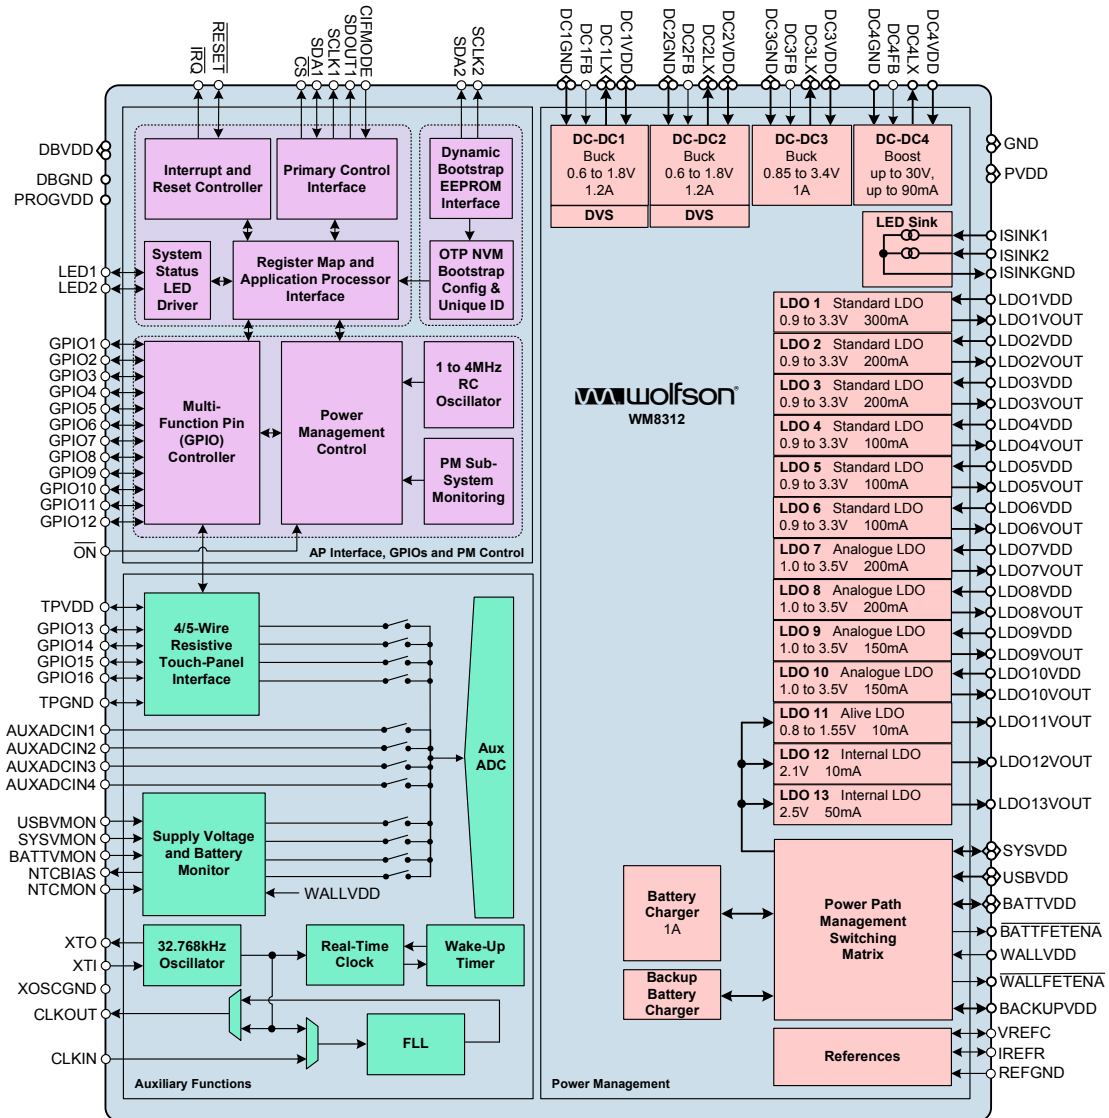 IRQ
RESET
CS
SDA1
SCLK1
SDOUT1
CIFMODE
SDA2
SCLK2
DC1GND
DC1FB
DC1LX
DC1VDD
DC2GND
DC2FB
DC2LX
DC2VDD
DC3GND
DC3FB
DC3LX
DC3VDD
DC4GND
DC4FB
DC4LX
DC4VDD
DBVDD
DBGND
PROGVDD
LED1
LED2
GPIO1
GPIO2
GPIO3
GPIO4
GPIO5
GPIO6
GPIO7
GPIO8
GPIO9
GPIO10
GPIO11
GPIO12
ON
Interrupt and
Reset Controller
Primary Control
Interface
Dynamic
Bootstrap
EEPROM
Interface
System
Status
LED
Driver
Register Map and
Application Processor
Interface
OTP NVM
Bootstrap
Config &
Unique ID
Multi-
Function Pin
(GPIO)
Controller
Power
Management
Control
1 to 4MHz
RC
Oscillator
PM Sub-
System
Monitoring
AP Interface, GPIOs and PM Control
TPVDD
GPIO13
GPIO14
GPIO15
GPIO16
TPGND
AUXADCIN1
AUXADCIN2
AUXADCIN3
AUXADCIN4
USBVMON
SYSVMON
BATTVMON
NTCBIAS
NTCMON
XTO
XTI
XOSCGND
CLKOUT
CLKIN
4/5-Wire
Resistive
Touch-Panel
Interface
Aux
ADC
Supply Voltage
and Battery
Monitor
WALLVDD
32.768kHz
Oscillator
Real-Time
Clock
Wake-Up
Timer
FLL
Auxiliary Functions
DC-DC1
Buck
0.6 to 1.8V
1.2A
DVS
DC-DC2
Buck
0.6 to 1.8V
1.2A
DVS
DC-DC3
Buck
0.85 to 3.4V
1A
DC-DC4
Boost
up to 30V,
up to 90mA
LED Sink
wolfson
WM8312
LDO 1 Standard LDO
0.9 to 3.3V 300mA
LDO 2 Standard LDO
0.9 to 3.3V 200mA
LDO 3 Standard LDO
0.9 to 3.3V 200mA
LDO 4 Standard LDO
0.9 to 3.3V 100mA
LDO 5 Standard LDO
0.9 to 3.3V 100mA
LDO 6 Standard LDO
0.9 to 3.3V 100mA
LDO 7 Analogue LDO
1.0 to 3.5V 200mA
LDO 8 Analogue LDO
1.0 to 3.5V 200mA
LDO 9 Analogue LDO
1.0 to 3.5V 150mA
LDO 10 Analogue LDO
1.0 to 3.5V 150mA
LDO 11 Alive LDO
0.8 to 1.55V 10mA
LDO 12 Internal LDO
2.1V 10mA
LDO 13 Internal LDO
2.5V 50mA
Battery
Charger
1A
Backup
Battery
Charger
Power Path
Management
Switching
Matrix
References
Power Management
GND
PVDD
ISINK1
ISINK2
ISINKGND
LDO1VDD
LDO1VOUT
LDO2VDD
LDO2VOUT
LDO3VDD
LDO3VOUT
LDO4VDD
LDO4VOUT
LDO5VDD
LDO5VOUT
LDO6VDD
LDO6VOUT
LDO7VDD
LDO7VOUT
LDO8VDD
LDO8VOUT
LDO9VDD
LDO9VOUT
LDO10VDD
LDO10VOUT
LDO11VOUT
LDO12VOUT
LDO13VOUT
SYSVDD
USBVDD
BATTVDD
BATTFETENA
WALLVDD
WALLFETENA
BACKUPVDD
VREFC
IREFR
REFGND